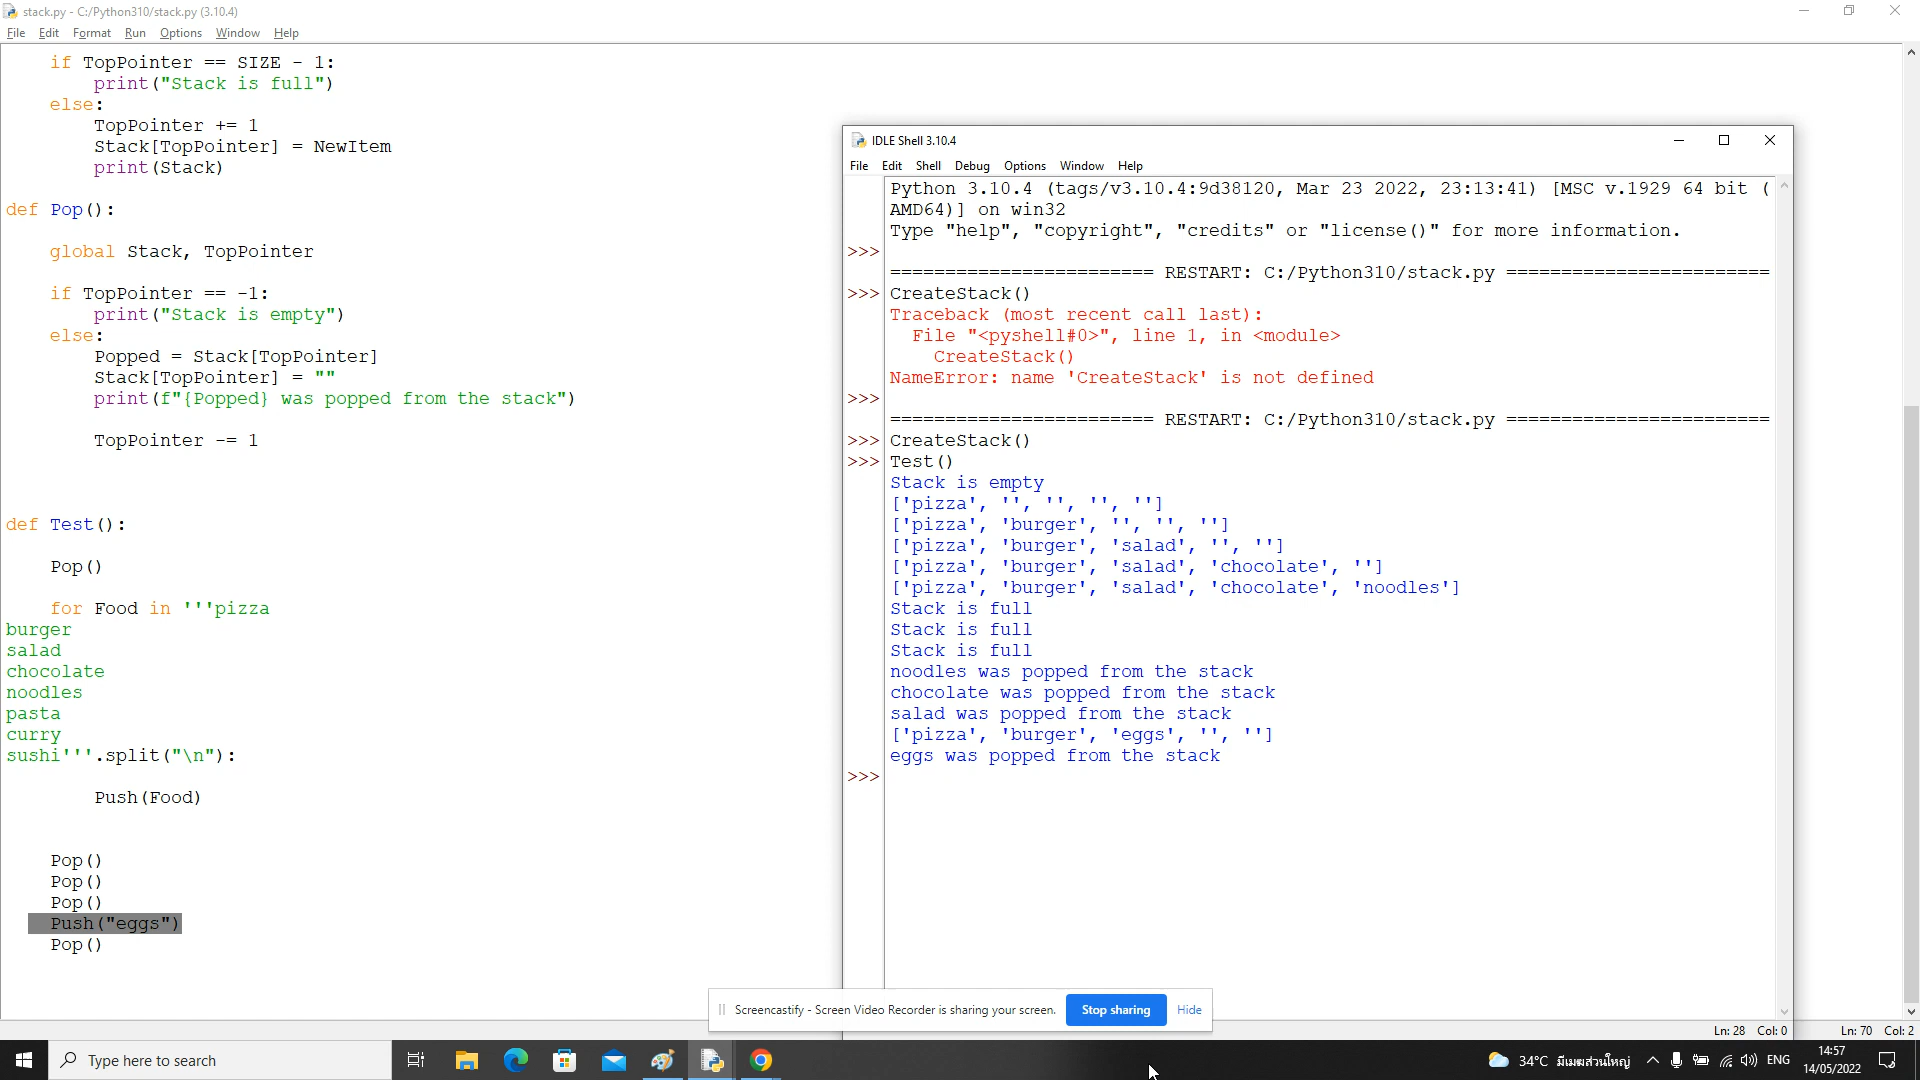 stack.py - C:/Python310/stack.py (3.10.4)
File Edit Format Run Options Window Help
if TopPointer == SIZE - 1:
print("Stack is full")
else:
TopPointer += 1
Stack[TopPointer] = NewItem
print(Stack)
def Pop():
global Stack, TopPointer
if TopPointer == -1:
print("Stack is empty")
else:
Popped = Stack[TopPointer]
Stack[TopPointer] = ""
print(f"{Popped} was popped from the stack")
TopPointer -= 1
def Test():
Pop()
for Food in '''pizza
burger
salad
chocolate
noodles
pasta
curry
sushi'''.split("\n"):
Push(Food)
Pop()
Pop()
Pop()
Push("eggs")
Pop()
IDLE Shell 3.10.4
File Edit Shell Debug Options Window Help
Python 3.10.4 (tags/v3.10.4:9d38120, Mar 23 2022, 23:13:41) [MSC v.1929 64 bit (
AMD64)] on win32
Type "help", "copyright", "credits" or "license()" for more information.
>>>
======================== RESTART: C:/Python310/stack.py ========================
>>> CreateStack()
Traceback (most recent call last):
File "<pyshell#0>", line 1, in <module>
CreateStack()
NameError: name 'CreateStack' is not defined
>>>
======================== RESTART: C:/Python310/stack.py ========================
>>> CreateStack()
>>> Test()
Stack is empty
['pizza', '', '', '', '']
['pizza', 'burger', '', '', '']
['pizza', 'burger', 'salad', '', '']
['pizza', 'burger', 'salad', 'chocolate', '']
['pizza', 'burger', 'salad', 'chocolate', 'noodles']
Stack is full
Stack is full
Stack is full
noodles was popped from the stack
chocolate was popped from the stack
salad was popped from the stack
['pizza', 'burger', 'eggs', '', '']
eggs was popped from the stack
>>>
Screencastify - Screen Video Recorder is sharing your screen. Stop sharing Hide
Ln: 28 Col: 0
Ln: 70 Col: 2
Type here to search
34°C มีเมฆส่วนใหญ่ ENG
14:57
14/05/2022